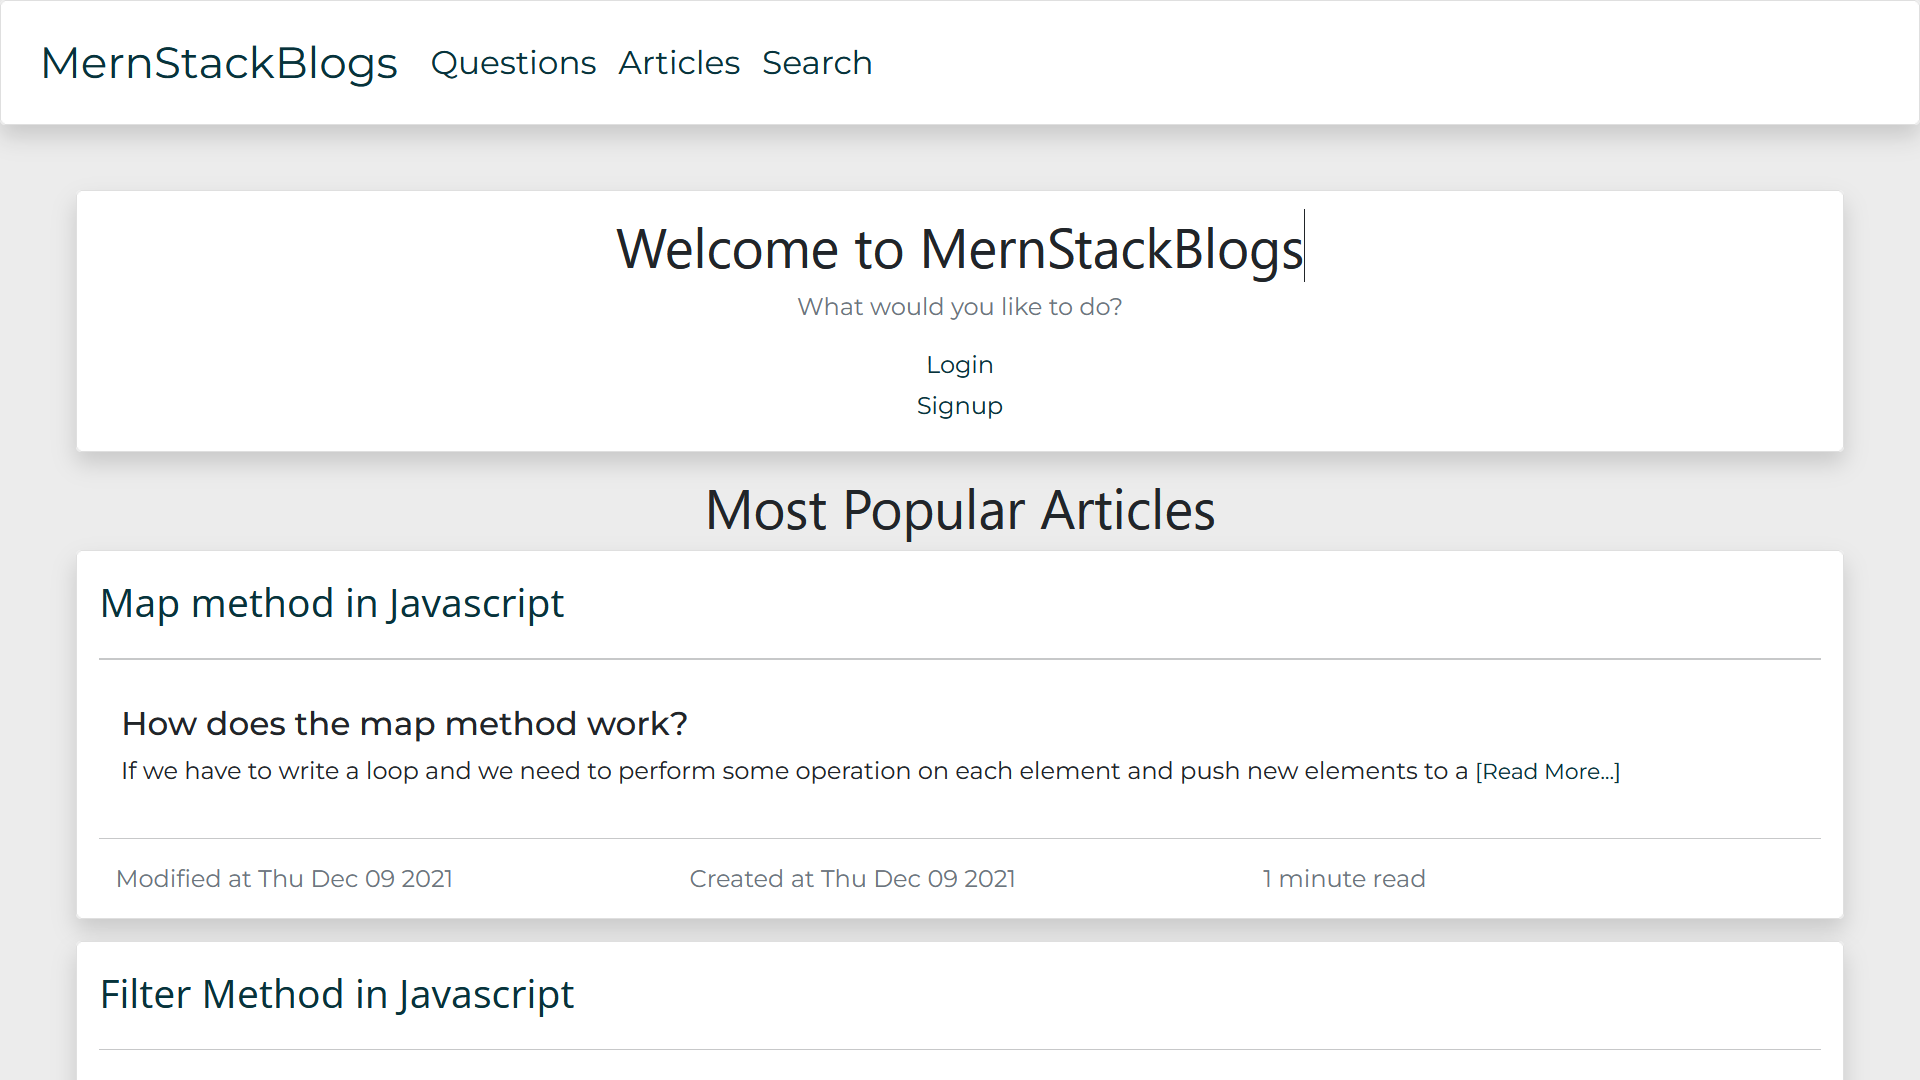 MernStackBlogs Questions Articles Search
Welcome to MernStackBlogs
What would you like to do?
Login
Signup
Most Popular Articles
Map method in Javascript
How does the map method work?
If we have to write a loop and we need to perform some operation on each element and push new elements to a [Read More...]
Modified at Thu Dec 09 2021 Created at Thu Dec 09 2021 1 minute read
Filter Method in Javascript